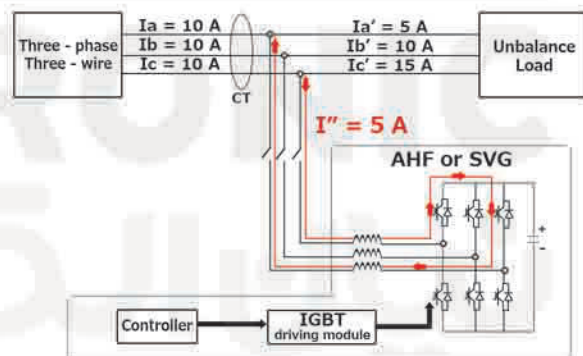 Three - phase
Three - wire
Ia = 10 A
Ib = 10 A
Ic = 10 A
CT
Ia' = 5 A
Ib' = 10 A
Ic' = 15 A
Unbalance
Load
I" = 5 A
AHF or SVG
+
-
Controller
IGBT
driving module